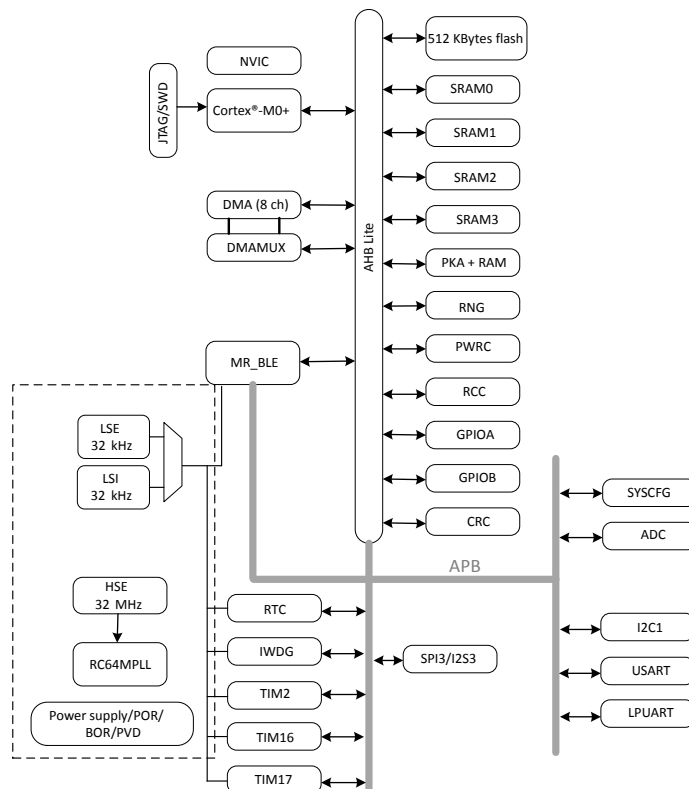 NVIC
JTAG/SWD
Cortex®-M0+
DMA (8 ch)
DMAMUX
MR_BLE
AHB Lite
512 KBytes flash
SRAM0
SRAM1
SRAM2
SRAM3
PKA + RAM
RNG
PWRC
RCC
GPIOA
GPIOB
CRC
LSE
32 kHz
LSI
32 kHz
HSE
32 MHz
RC64MPLL
Power supply/POR/
BOR/PVD
APB
RTC
IWDG
TIM2
TIM16
TIM17
SPI3/I2S3
SYSCFG
ADC
I2C1
USART
LPUART